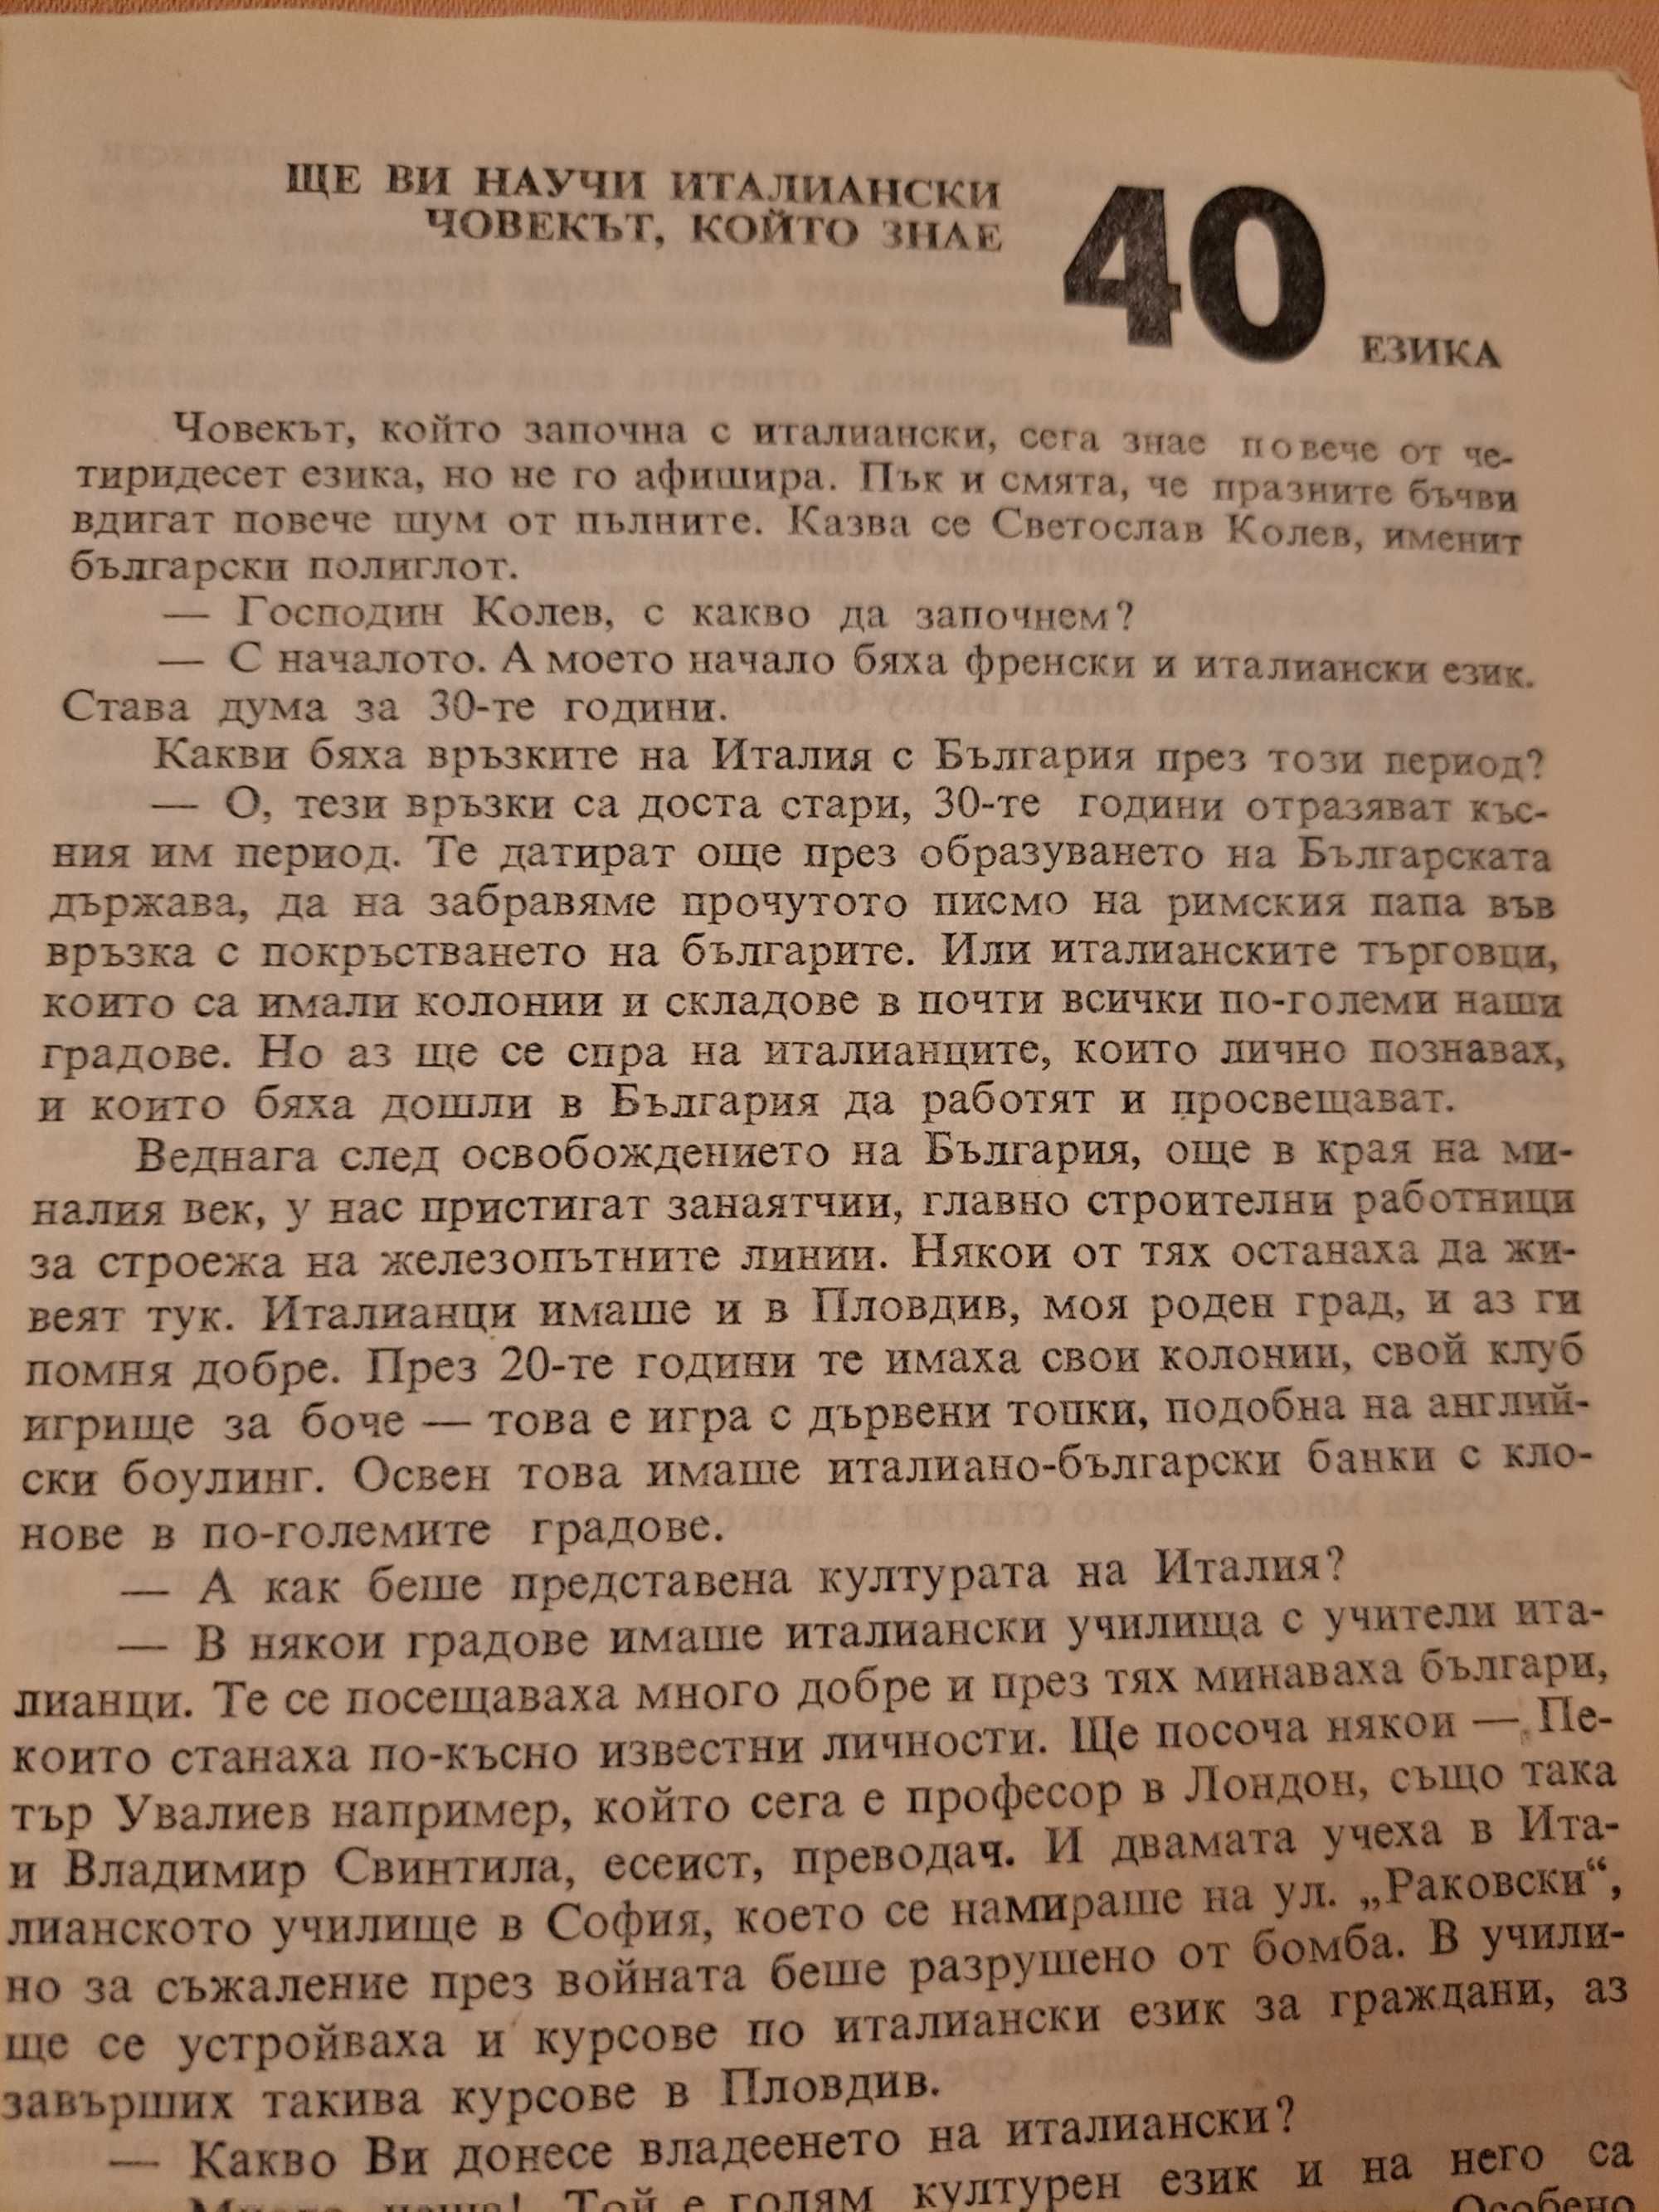 ЩЕ ВИ НАУЧИ ИТАЛИАНСКИ
ЧОВЕКЪТ, КОЙТО ЗНАЕ
40
ЕЗИКА
Човекът, който започна с италиански, сега знае повече от че-
тиридесет езика, но не го афишира. Пък и смята, че празните бъчви
вдигат повече шум от пълните. Казва се Светослав Колев, именит
български полиглот.
— Господин Колев, с какво да започнем?
— С началото. А моето начало бяха френски и италиански език.
Става дума за 30-те години.
Какви бяха връзките на Италия с България през този период?
— О, тези връзки са доста стари, 30-те години отразяват къс-
ния им период. Те датират още през образуването на Българската
държава, да на забравяме прочутото писмо на римския папа във
връзка с покръстването на българите. Или италианските търговци,
които са имали колонии и складове в почти всички по-големи наши
градове. Но аз ще се спра на италианците, които лично познавах,
и които бяха дошли в България да работят и просвещават.
Веднага след освобождението на България, още в края на ми-
налия век, у нас пристигат занаятчии, главно строителни работници
за строежа на железопътните линии. Някои от тях останаха да жи-
веят тук. Италианци имаше и в Пловдив, моя роден град, и аз ги
помня добре. През 20-те години те имаха свои колонии, свой клуб
игрище за боче — това е игра с дървени топки, подобна на англий-
ски боулинг. Освен това имаше италиано-български банки с кло-
нове в по-големите градове.
— А как беше представена културата на Италия?
— В някои градове имаше италиански училища с учители ита-
лианци. Те се посещаваха много добре и през тях минаваха българи,
които станаха по-късно известни личности. Ще посоча някои — Пе-
тър Увалиев например, който сега е професор в Лондон, също така
и Владимир Свинтила, есеист, преводач. И двамата учеха в Ита-
лианското училище в София, което се намираше на ул. „Раковски“,
но за съжаление през войната беше разрушено от бомба. В учили-
ще се устройваха и курсове по италиански език за граждани, аз
завърших такива курсове в Пловдив.
— Какво Ви донесе владеенето на италиански?
Той е голям културен език и на него са
Особено